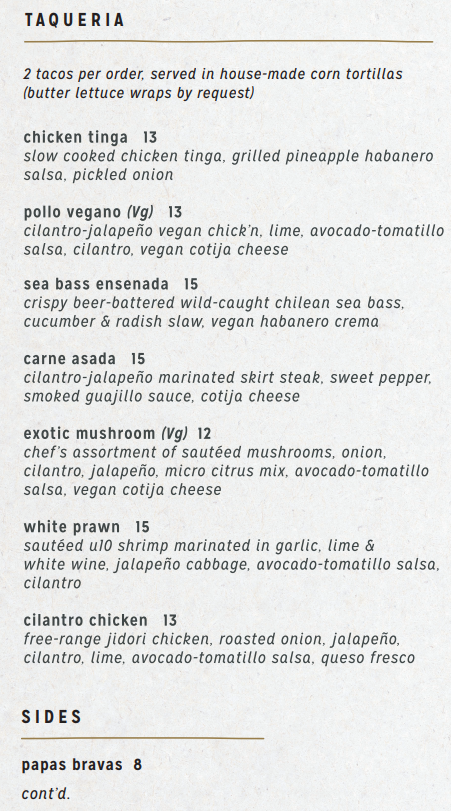 TAQUERIA
2 tacos per order, served in house-made corn tortillas
(butter lettuce wraps by request)
chicken tinga 13
slow cooked chicken tinga, grilled pineapple habanero
salsa, pickled onion
pollo vegano (Vg) 13
cilantro-jalapeño vegan chick'n, lime, avocado-tomatillo
salsa, cilantro, vegan cotija cheese
sea bass ensenada 15
crispy beer-battered wild-caught chilean sea bass,
cucumber & radish slaw, vegan habanero crema
carne asada 15
cilantro-jalapeño marinated skirt steak, sweet pepper,
smoked guajillo sauce, cotija cheese
exotic mushroom (Vg) 12
chef's assortment of sautéed mushrooms, onion,
cilantro, jalapeño, micro citrus mix, avocado-tomatillo
salsa, vegan cotija cheese
white prawn 15
sautéed u10 shrimp marinated in garlic, lime &
white wine, jalapeño cabbage, avocado-tomatillo salsa,
cilantro
cilantro chicken 13
free-range jidori chicken, roasted onion, jalapeño,
cilantro, lime, avocado-tomatillo salsa, queso fresco
SIDES
papas bravas 8
cont'd.